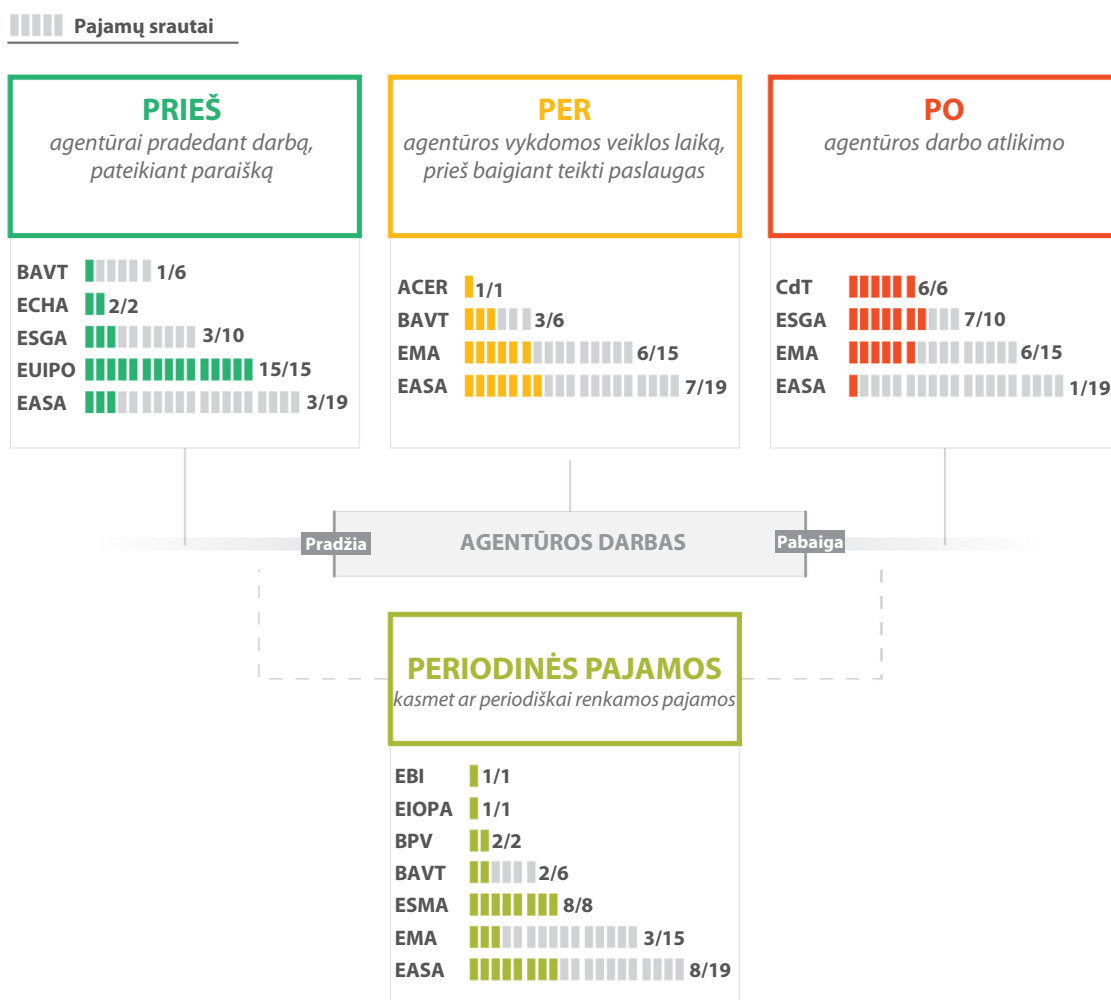 Pajamų srautai
PRIEŠ
agentūrai pradedant darbą,
pateikiant paraišką
BAVT 1/6
ECHA 2/2
ESGA 3/10
EUIPO 15/15
EASA 3/19
PER
agentūros vykdomos veiklos laiką,
prieš baigiant teikti paslaugas
ACER 1/1
BAVT 3/6
EMA 6/15
EASA 7/19
PO
agentūros darbo atlikimo
CdT 6/6
ESGA 7/10
EMA 6/15
EASA 1/19
Pradžia
AGENTŪROS DARBAS
Pabaiga
PERIODINĖS PAJAMOS
kasmet ar periodiškai renkamos pajamos
EBI 1/1
EIOPA 1/1
BPV 2/2
BAVT 2/6
ESMA 8/8
EMA 3/15
EASA 8/19